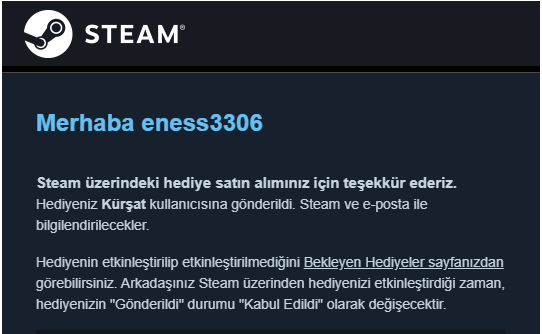 STEAM®
Merhaba eness3306
Steam üzerindeki hediye satın alımınız için teşekkür ederiz.
Hediyeniz Kürşat kullanıcısına gönderildi. Steam ve e-posta ile
bilgilendirilecekler.
Hediyenin etkinleştirilip etkinleştirilmediğini Bekleyen Hediyeler sayfanızdan
görebilirsiniz. Arkadaşınız Steam üzerinden hediyenizi etkinleştirdiği zaman,
hediyenizin "Gönderildi" durumu "Kabul Edildi" olarak değişecektir.